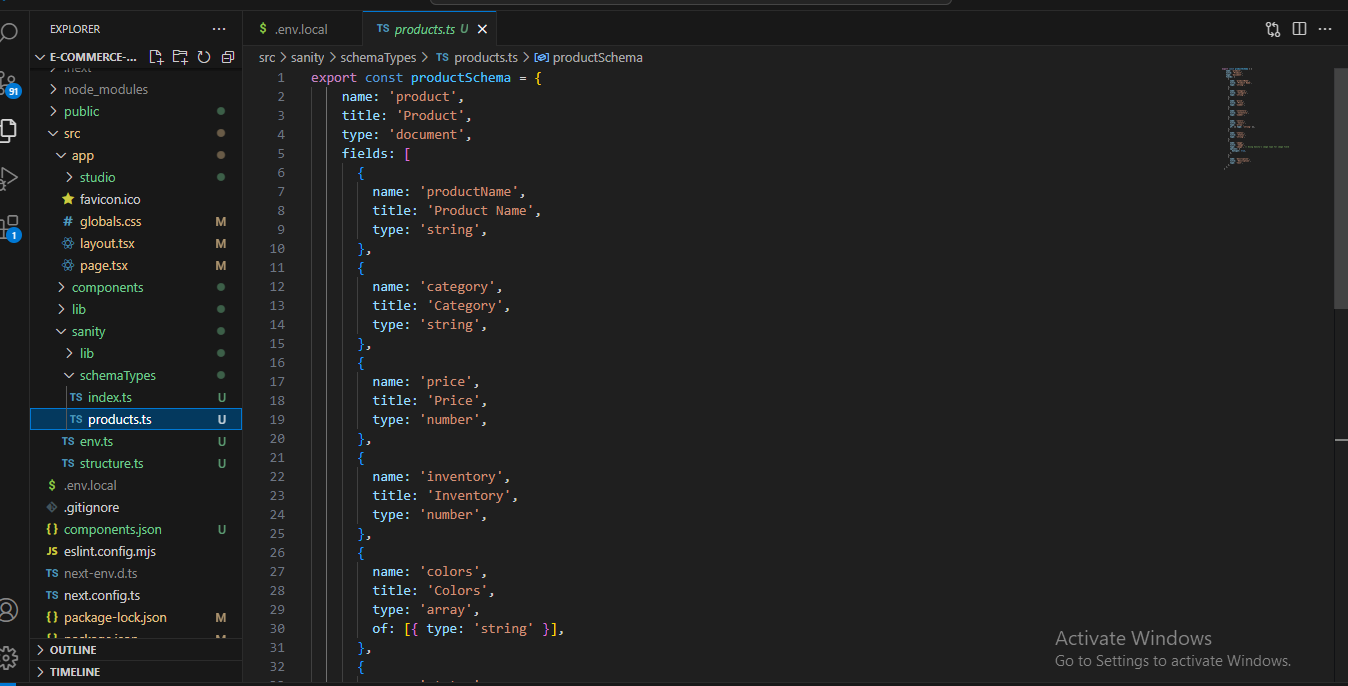 EXPLORER
$ .env.local
TS products.ts U
E-COMMERCE-...
src > sanity > schemaTypes > TS products.ts > productSchema
.next
node_modules
public
src
app
studio
favicon.ico
# globals.css M
layout.tsx M
page.tsx M
components
lib
sanity
lib
schemaTypes
TS index.ts U
TS products.ts U
TS env.ts U
TS structure.ts U
$ .env.local
.gitignore
{} components.json U
JS eslint.config.mjs
TS next-env.d.ts
TS next.config.ts
{} package-lock.json M
{} package.json M
OUTLINE
TIMELINE
91
1
1 export const productSchema = {
2 name: 'product',
3 title: 'Product',
4 type: 'document',
5 fields: [
6 {
7 name: 'productName',
8 title: 'Product Name',
9 type: 'string',
10 },
11 {
12 name: 'category',
13 title: 'Category',
14 type: 'string',
15 },
16 {
17 name: 'price',
18 title: 'Price',
19 type: 'number',
20 },
21 {
22 name: 'inventory',
23 title: 'Inventory',
24 type: 'number',
25 },
26 {
27 name: 'colors',
28 title: 'Colors',
29 type: 'array',
30 of: [{ type: 'string' }],
31 },
32 {
Activate Windows
Go to Settings to activate Windows.